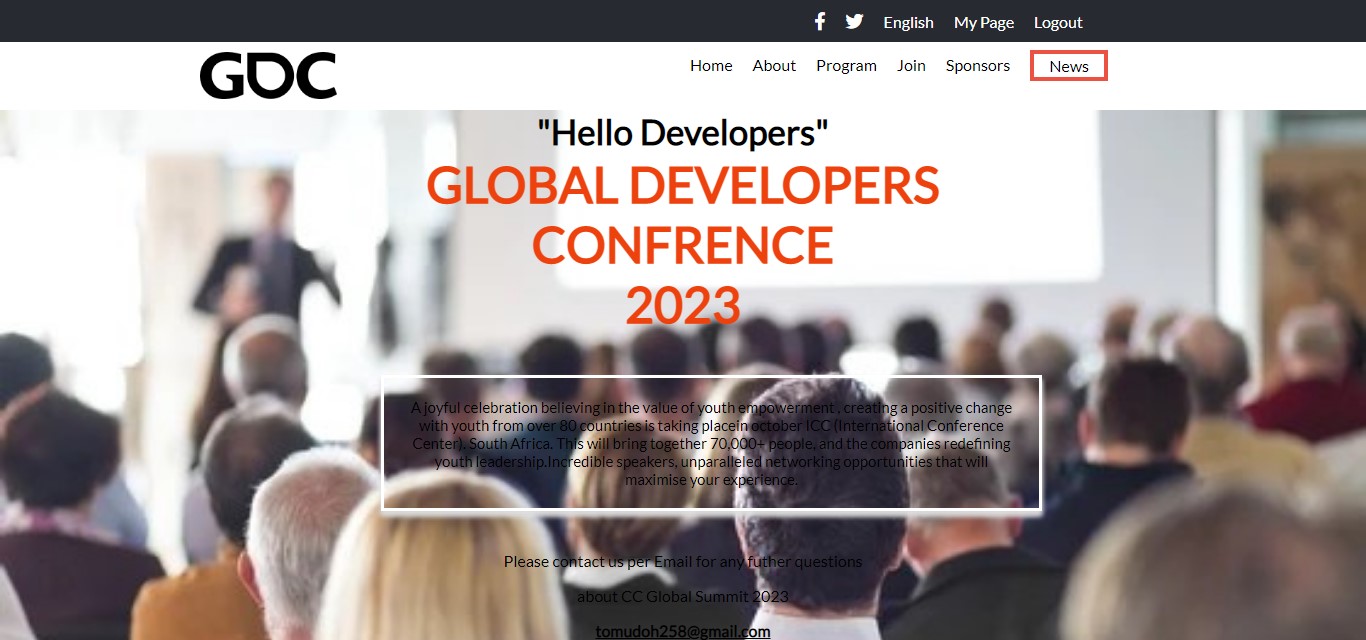 English My Page Logout
GDC
Home About Program Join Sponsors News
"Hello Developers"
GLOBAL DEVELOPERS
CONFRENCE
2023
A joyful celebration believing in the value of youth empowerment , creating a positive change
with youth from over 80 countries is taking placein october ICC (International Conference
Center), South Africa. This will bring together 70,000+ people, and the companies redefining
youth leadership.Incredible speakers, unparalleled networking opportunities that will
maximise your experience.
Please contact us per Email for any futher questions
about CC Global Summit 2023
tomudoh258@gmail.com